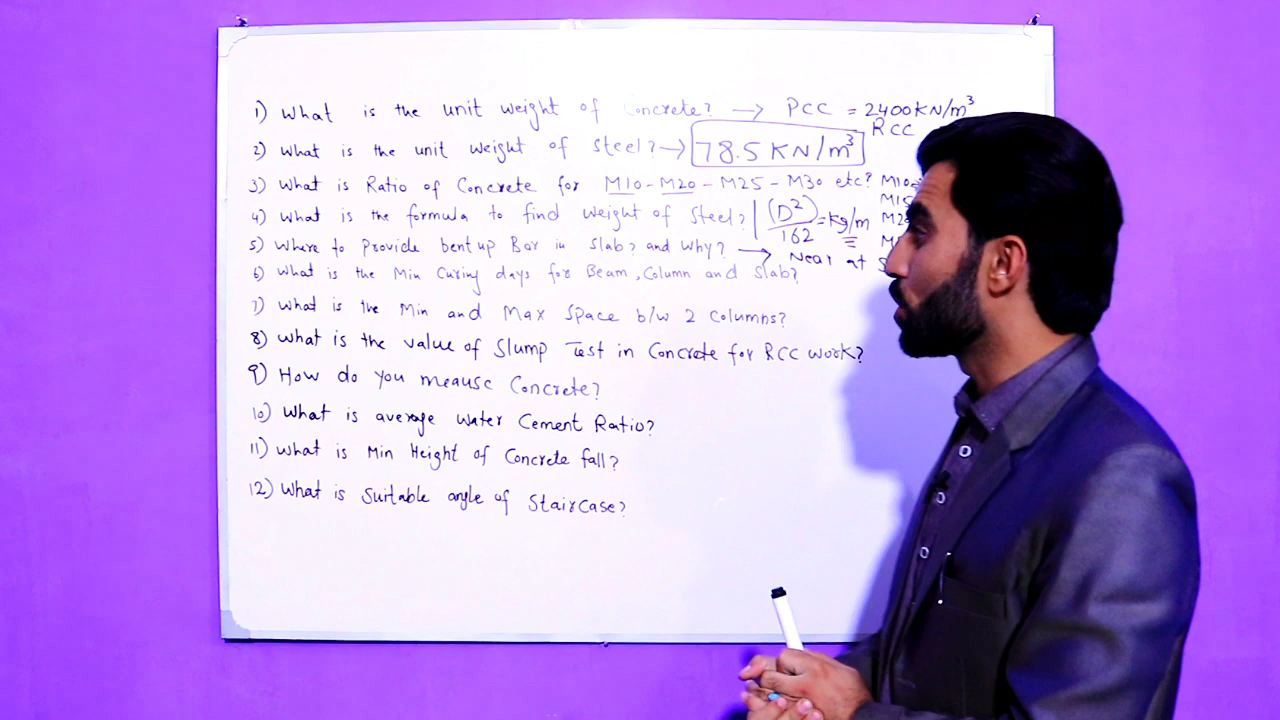 1) What is the unit weight of Concrete? → PCC = 2400KN/m³
RCC
2) What is the unit weight of Steel? → 78.5 KN/m³
3) What is Ratio of Concrete for M10 - M20 - M25 - M30 etc? M10
M15
4) What is the formula to find weight of Steel? | (D²)/162 = Kg/m M20
5) Where to Provide bent up Bar in Slab? and Why? → Near at
6) What is the Min Curing days for Beam, Column and Slab?
7) What is the Min and Max Space b/w 2 Columns?
8) What is the value of Slump Test in Concrete for RCC work?
9) How do you meausc Concrete?
10) What is average water Cement Ratio?
11) What is Min Height of Concrete fall?
12) What is Suitable angle of Staircase?